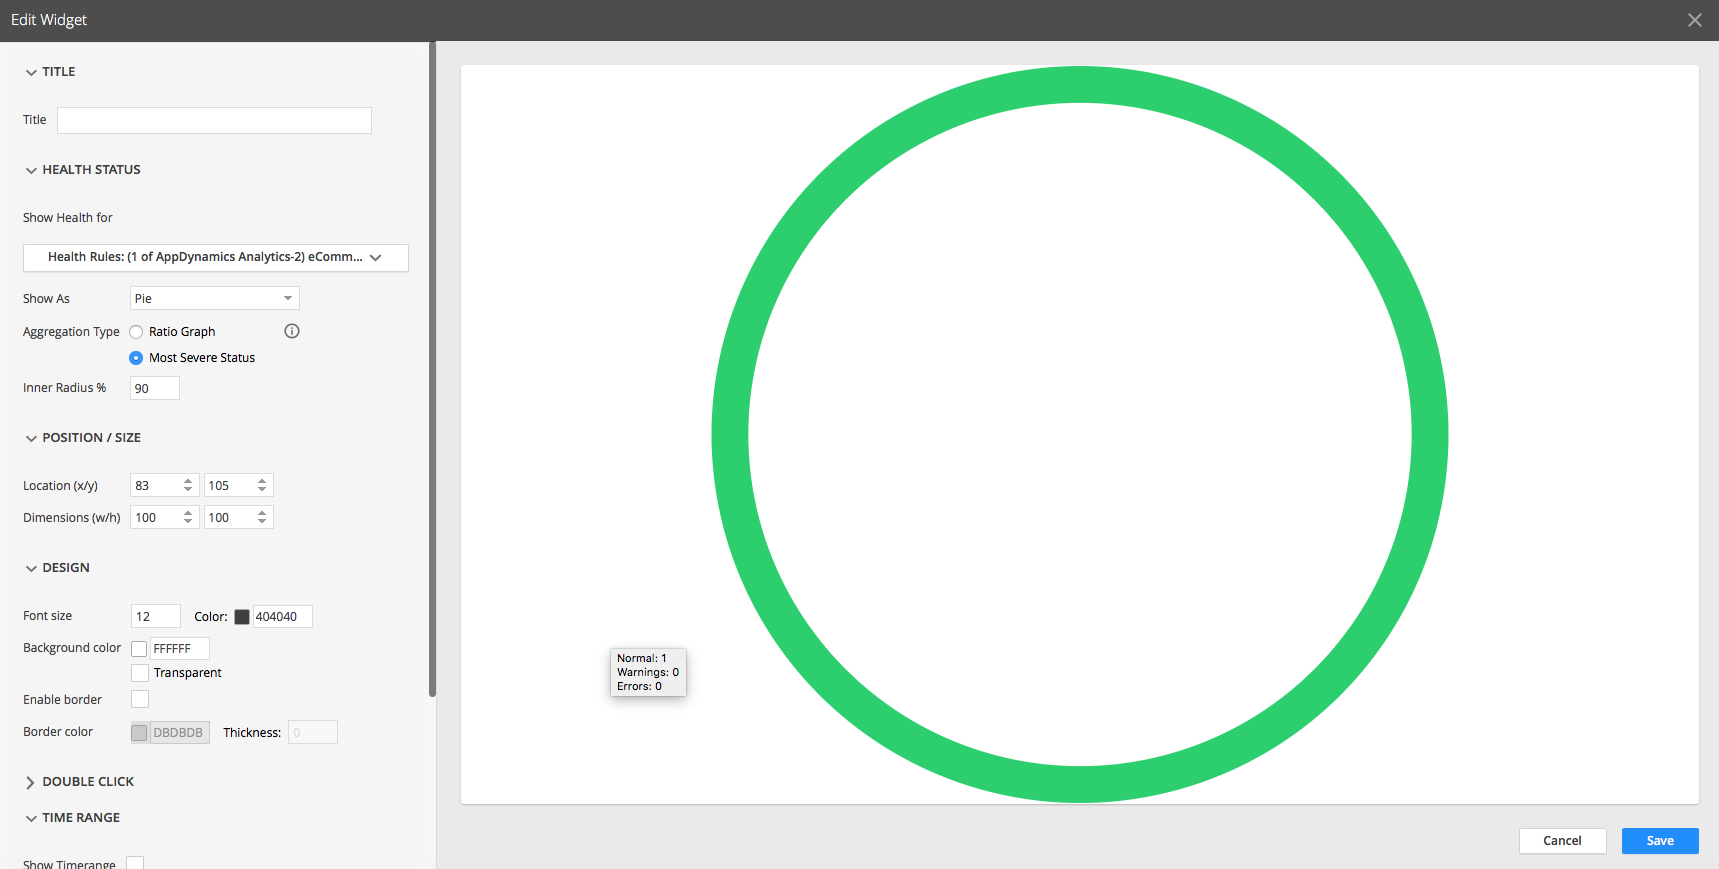 Edit Widget
TITLE
Title
HEALTH STATUS
Show Health for
Health Rules: (1 of AppDynamics Analytics-2) eComm...
Show As Pie
Aggregation Type Ratio Graph
Most Severe Status
Inner Radius % 90
POSITION / SIZE
Location (x/y) 83 105
Dimensions (w/h) 100 100
DESIGN
Font size 12 Color: 404040
Background color FFFFFF
Transparent
Enable border
Border color DBDBDB Thickness: 0
DOUBLE CLICK
TIME RANGE
Show Timerange
Normal: 1
Warnings: 0
Errors: 0
Cancel Save